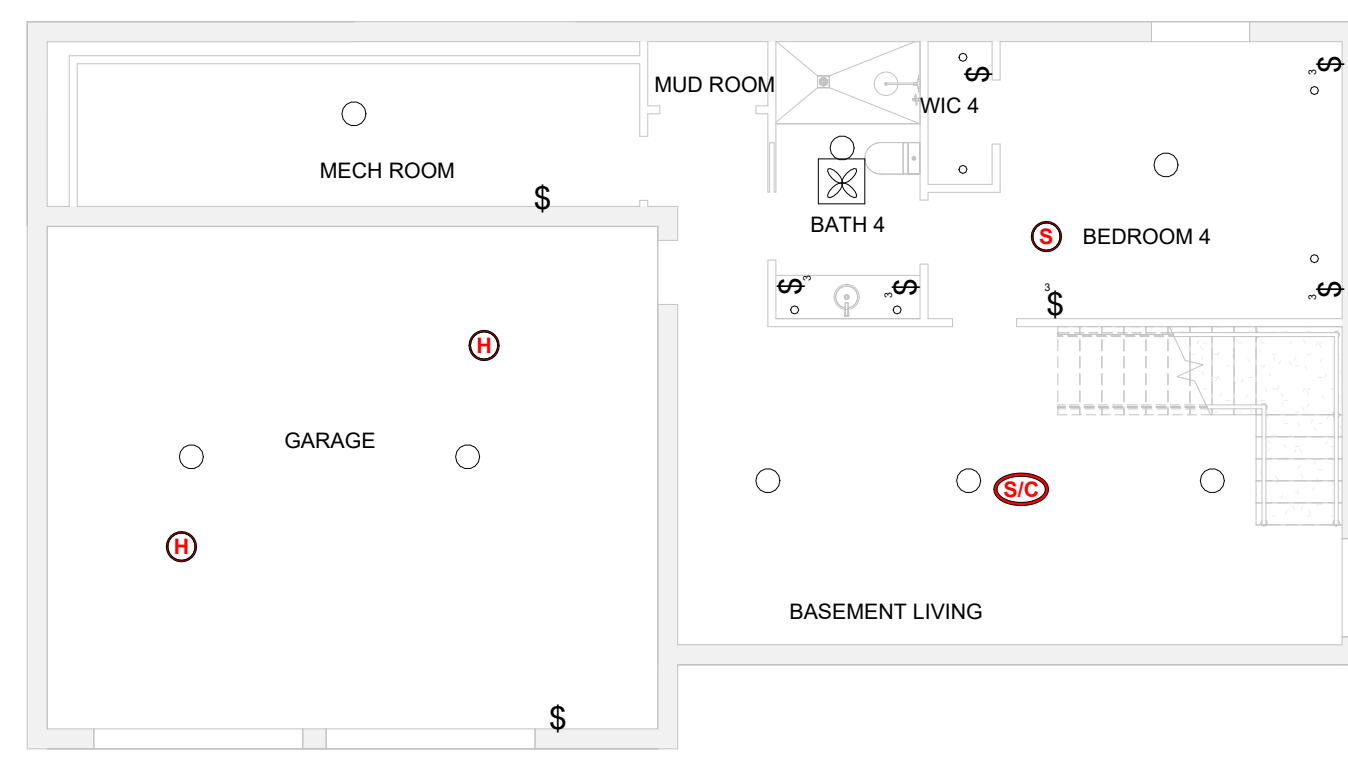 MUD ROOM
$
3 $
WIC 4
MECH ROOM
$
BATH 4
S
BEDROOM 4
$ 3
3 $
3 $
3 $
H
GARAGE
S/C
H
BASEMENT LIVING
$